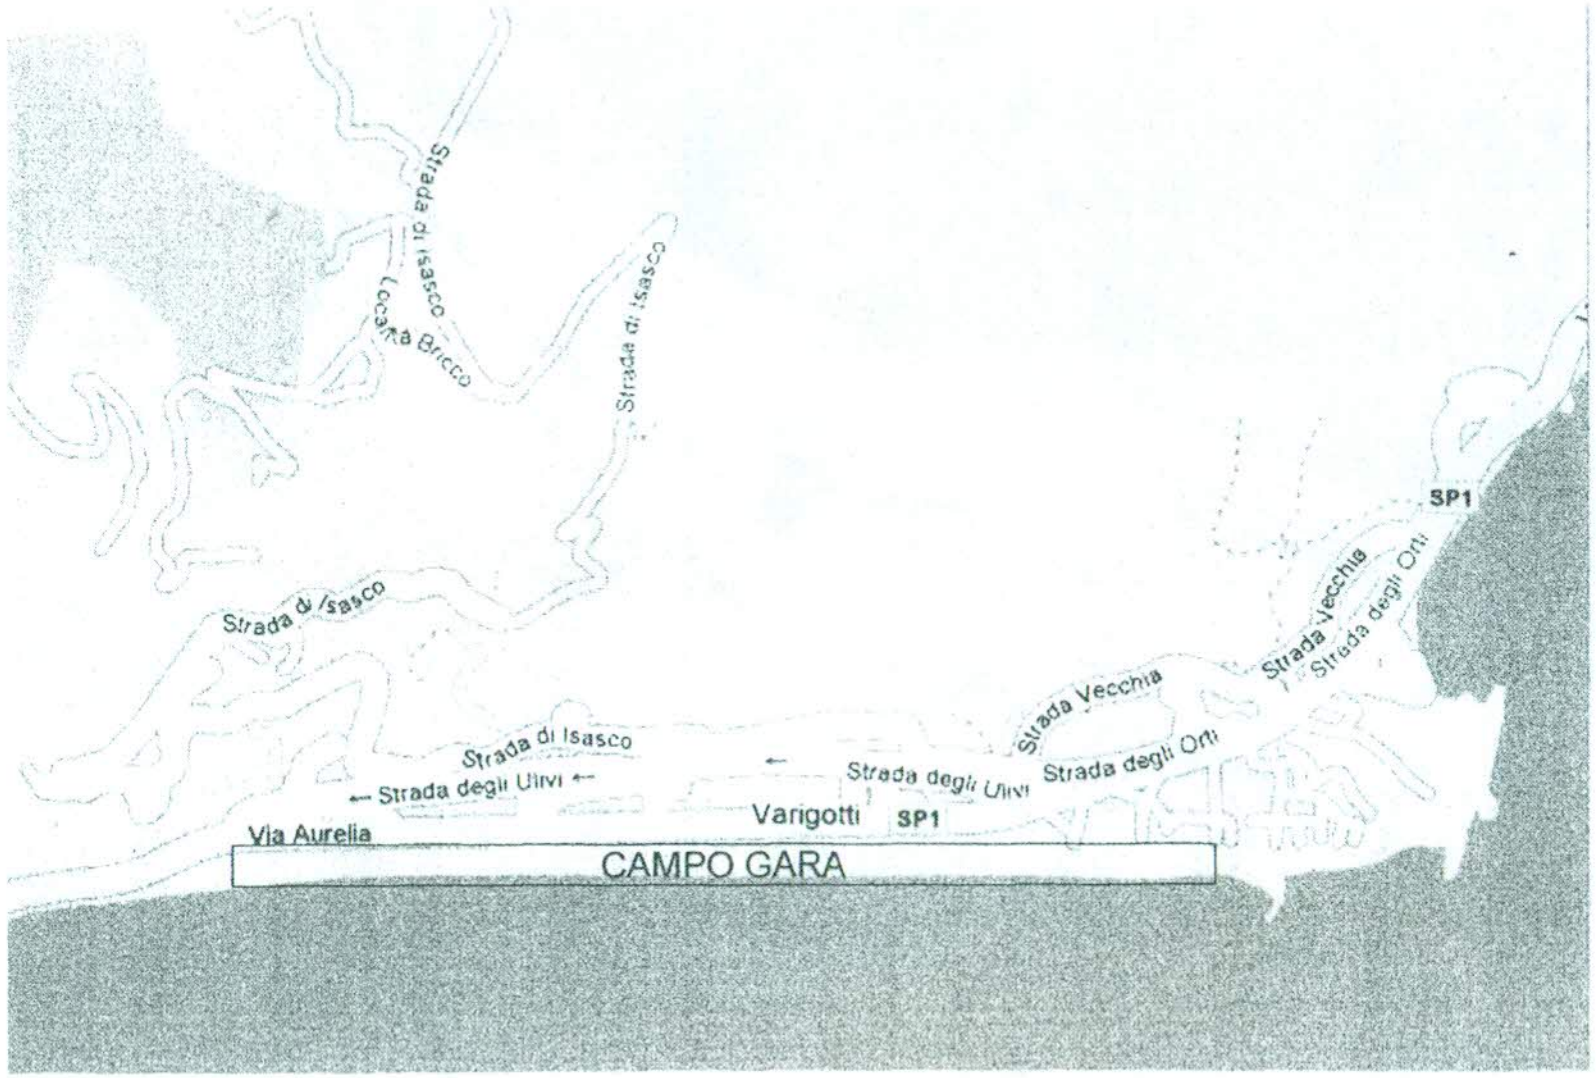 Strada di Isasco
Località Bricco
Strada di Isasco
SP1
Strada Vecchia
Strada degli Orti
Strada di Isasco
Strada Vecchia
Strada di Isasco
Strada degli Orti
← Strada degli Ulivi ←
←
Strada degli Ulivi
Varigotti
SP1
Via Aurelia
CAMPO GARA